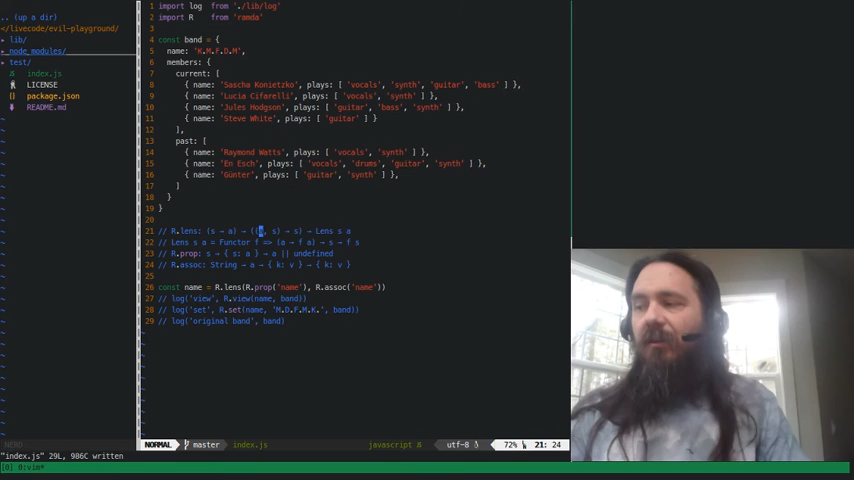 .. (up a dir)
</livecode/evil-playground/
▸ lib/
▸ node_modules/
▸ test/
index.js
LICENSE
package.json
README.md
1 import log from './lib/log'
2 import R from 'ramda'
3
4 const band = {
5 name: 'K.M.F.D.M',
6 members: {
7 current: [
8 { name: 'Sascha Konietzko', plays: [ 'vocals', 'synth', 'guitar', 'bass' ] },
9 { name: 'Lucia Cifarelli', plays: [ 'vocals', 'synth' ] },
10 { name: 'Jules Hodgson', plays: [ 'guitar', 'bass', 'synth' ] },
11 { name: 'Steve White', plays: [ 'guitar' ] }
12 ],
13 past: [
14 { name: 'Raymond Watts', plays: [ 'vocals', 'synth' ] },
15 { name: 'En Esch', plays: [ 'vocals', 'drums', 'guitar', 'synth' ] },
16 { name: 'Günter', plays: [ 'guitar', 'synth' ] },
17 ]
18 }
19 }
20
21 // R.lens: (s → a) → ((a, s) → s) → Lens s a
22 // Lens s a = Functor f => (a → f a) → s → f s
23 // R.prop: s → { s: a } → a || undefined
24 // R.assoc: String → a → { k: v } → { k: v }
25
26 const name = R.lens(R.prop('name'), R.assoc('name'))
27 // log('view', R.view(name, band))
28 // log('set', R.set(name, 'M.D.F.M.K.', band))
29 // log('original band', band)
NERD
NORMAL master index.js javascript utf-8 72% 21: 24
"index.js" 29L, 986C written
[0] 0:vim*